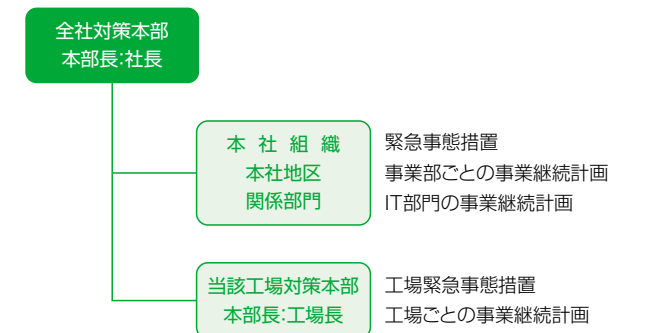 全社対策本部
本部長:社長
本社組織
本社地区
関係部門
緊急事態措置
事業部ごとの事業継続計画
IT部門の事業継続計画
当該工場対策本部
本部長:工場長
工場緊急事態措置
工場ごとの事業継続計画